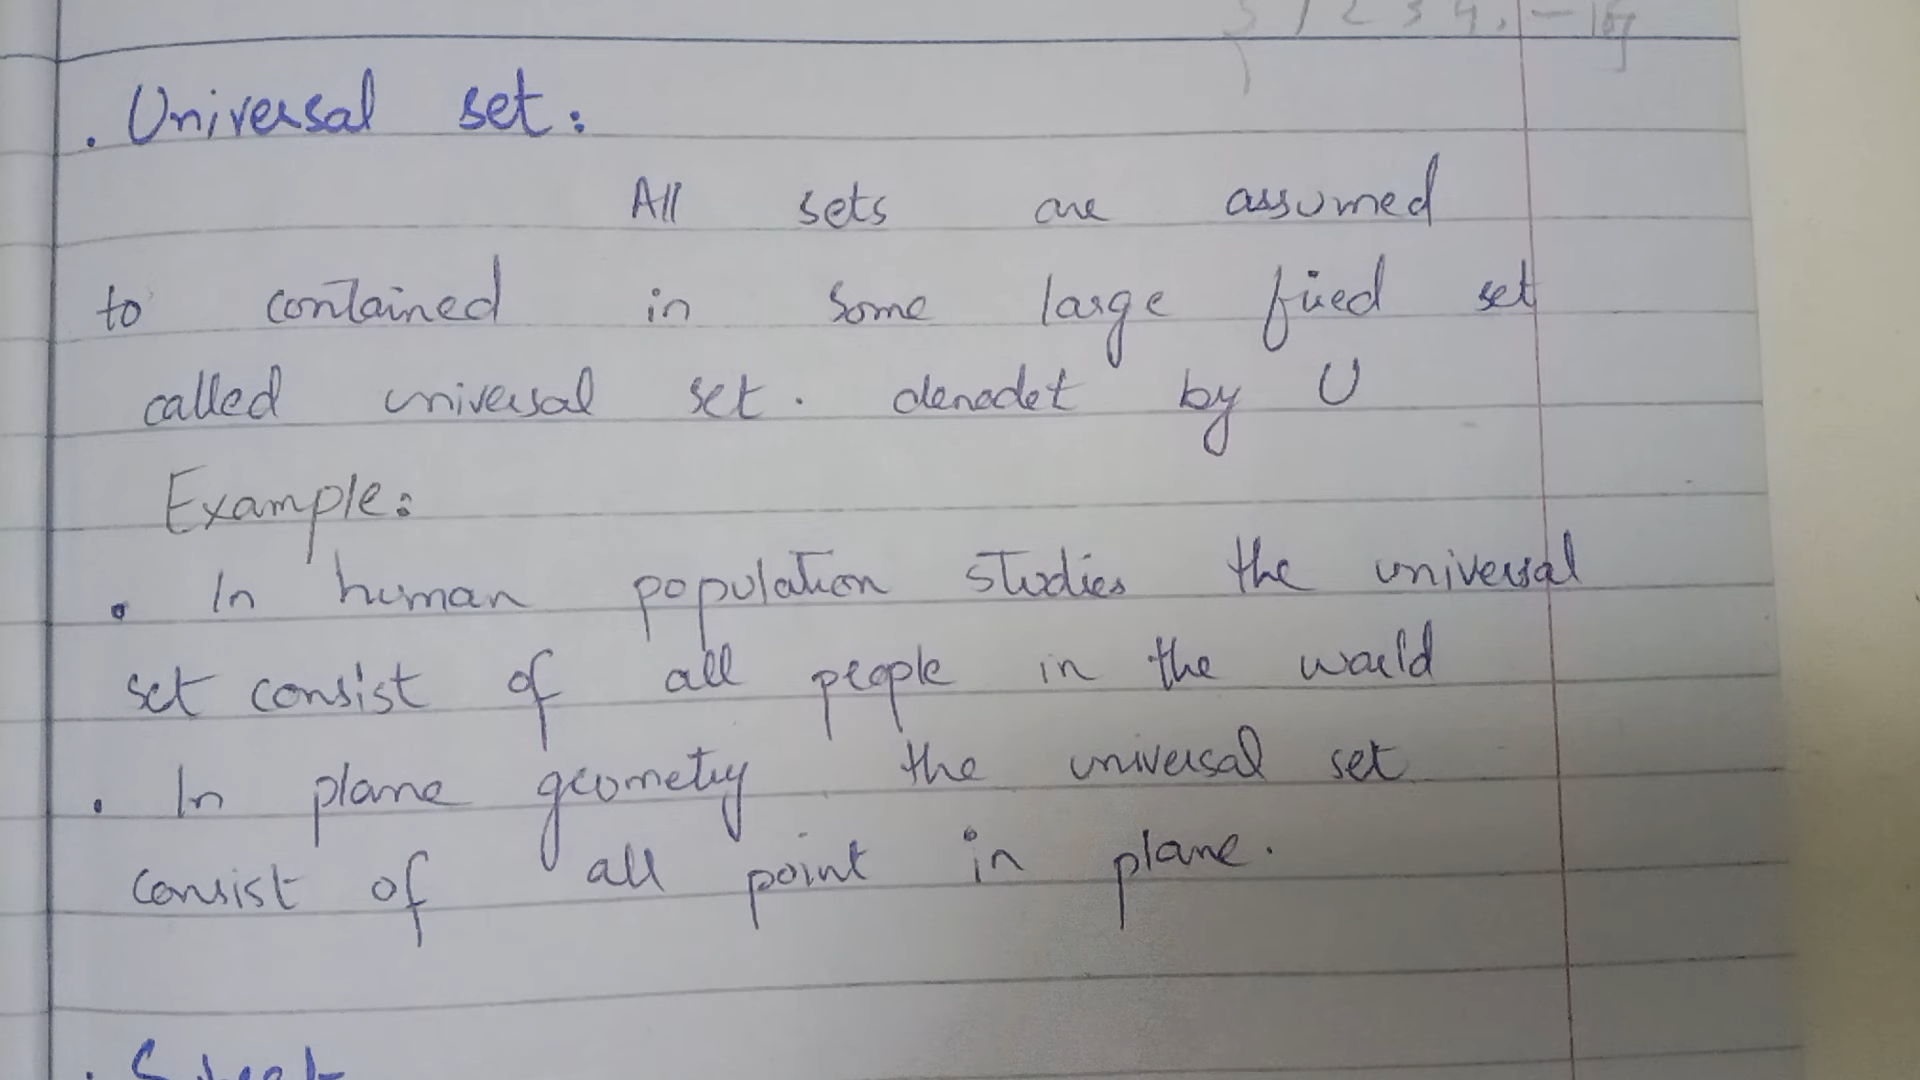 . Universal set:
All sets are assumed
to contained in some large fixed set
called universal set. denodet by U
Example:
• In human population studies the universal
set consist of all people in the world
• In plane geometry the universal set
consist of all point in plane.